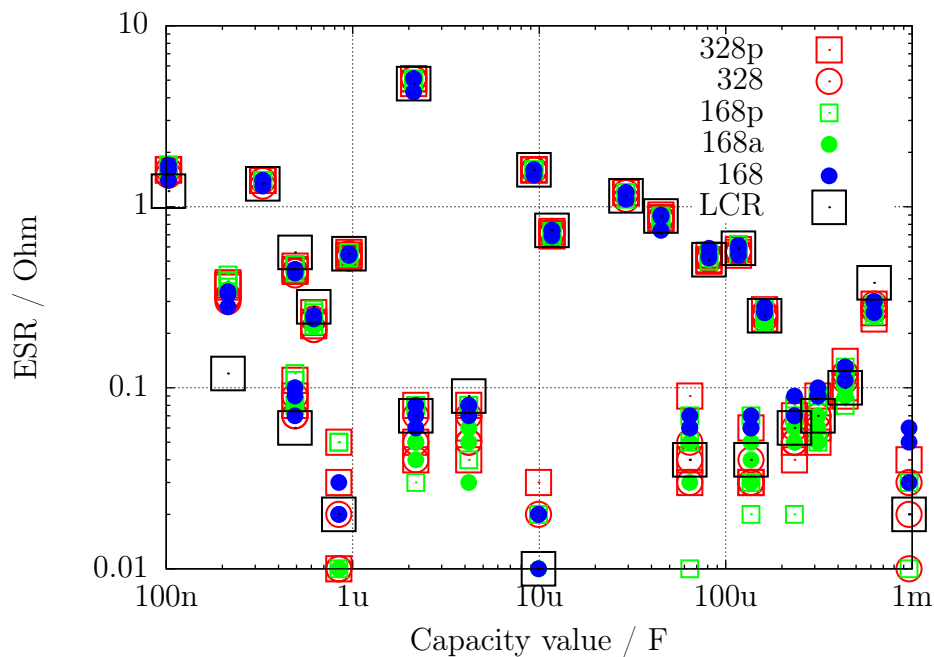 10
1
0.1
0.01
ESR / Ohm
328p
328
168p
168a
168
LCR
100n 1u 10u 100u 1m
Capacity value / F